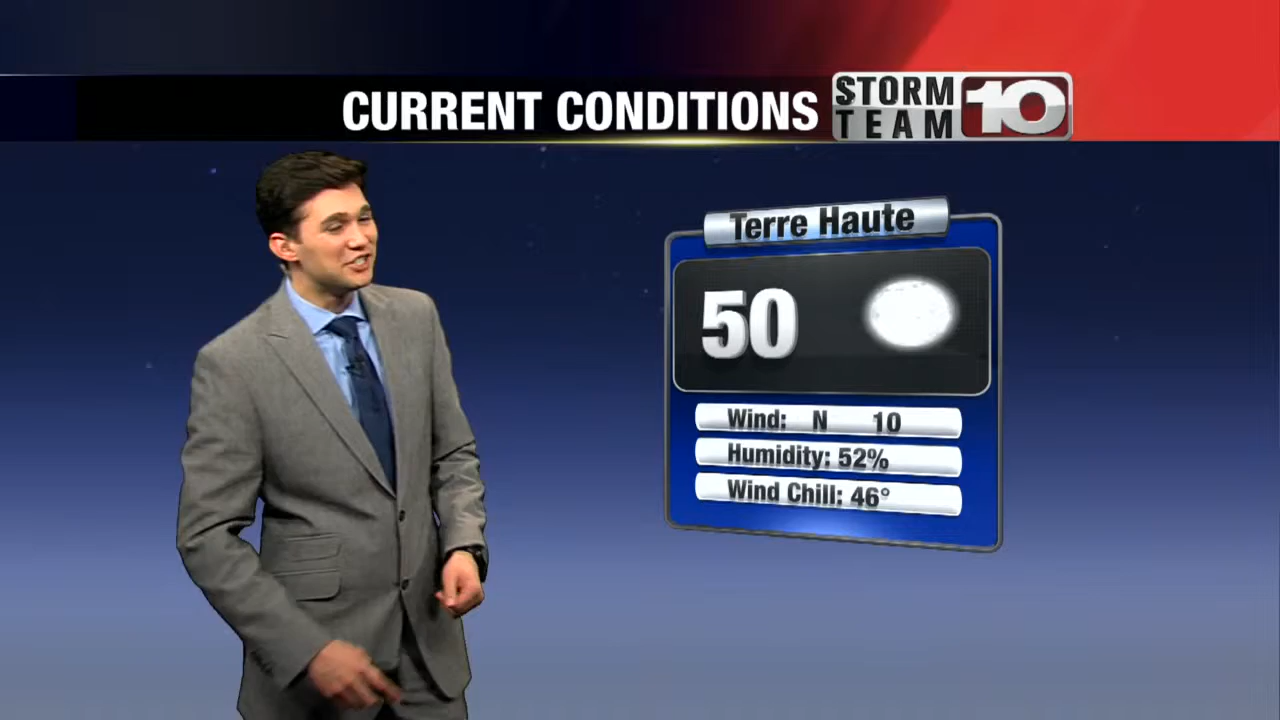 CURRENT CONDITIONS
STORM TEAM 10
Terre Haute
50
Wind: N 10
Humidity: 52%
Wind Chill: 46°